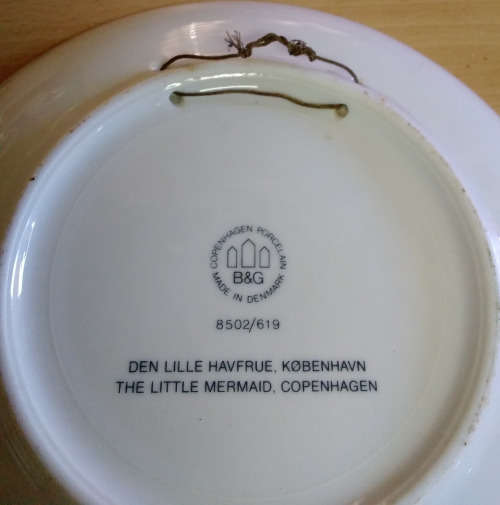 COPENHAGEN PORCELAIN
B&G
MADE IN DENMARK
8502/619
DEN LILLE HAVFRUE, KØBENHAVN
THE LITTLE MERMAID, COPENHAGEN